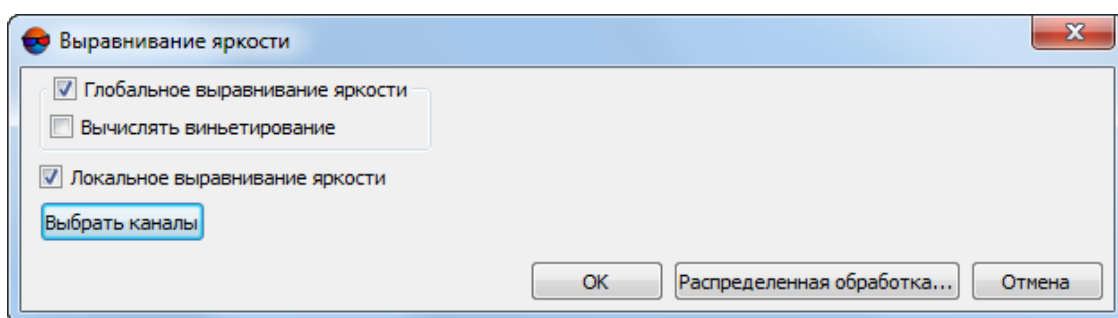 Выравнивание яркости
Глобальное выравнивание яркости
Вычислять виньетирование
Локальное выравнивание яркости
Выбрать каналы
OK Распределенная обработка... Отмена